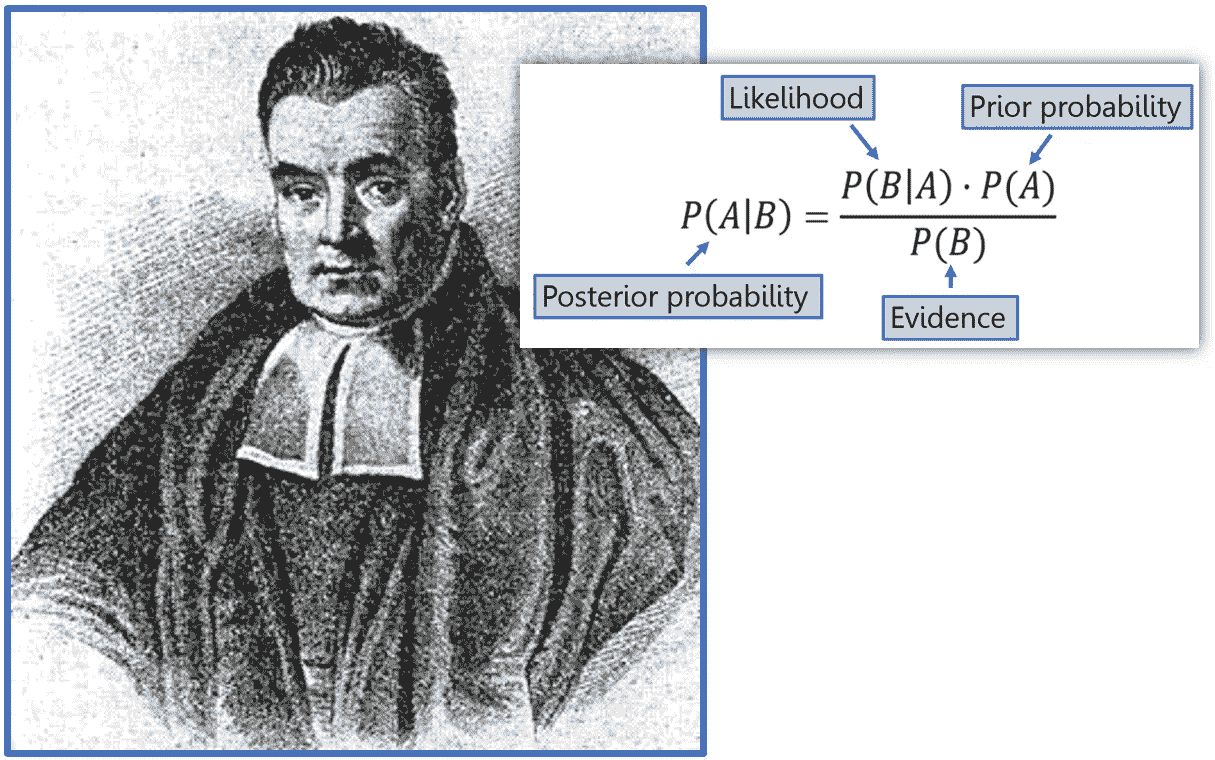 Likelihood
Prior probability
P(A|B) = P(B|A) · P(A)
P(B)
Posterior probability
Evidence